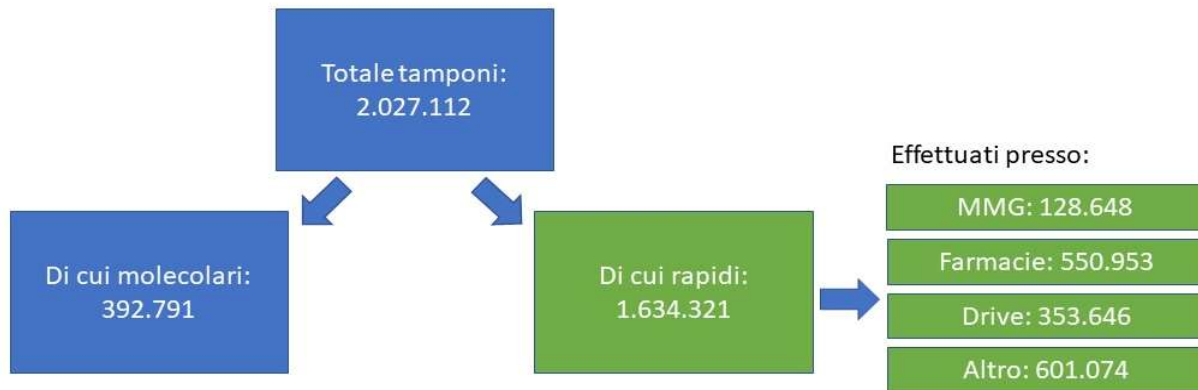 Totale tamponi:
2.027.112
Di cui molecolari:
392.791
Di cui rapidi:
1.634.321
Effettuati presso:
MMG: 128.648
Farmacie: 550.953
Drive: 353.646
Altro: 601.074